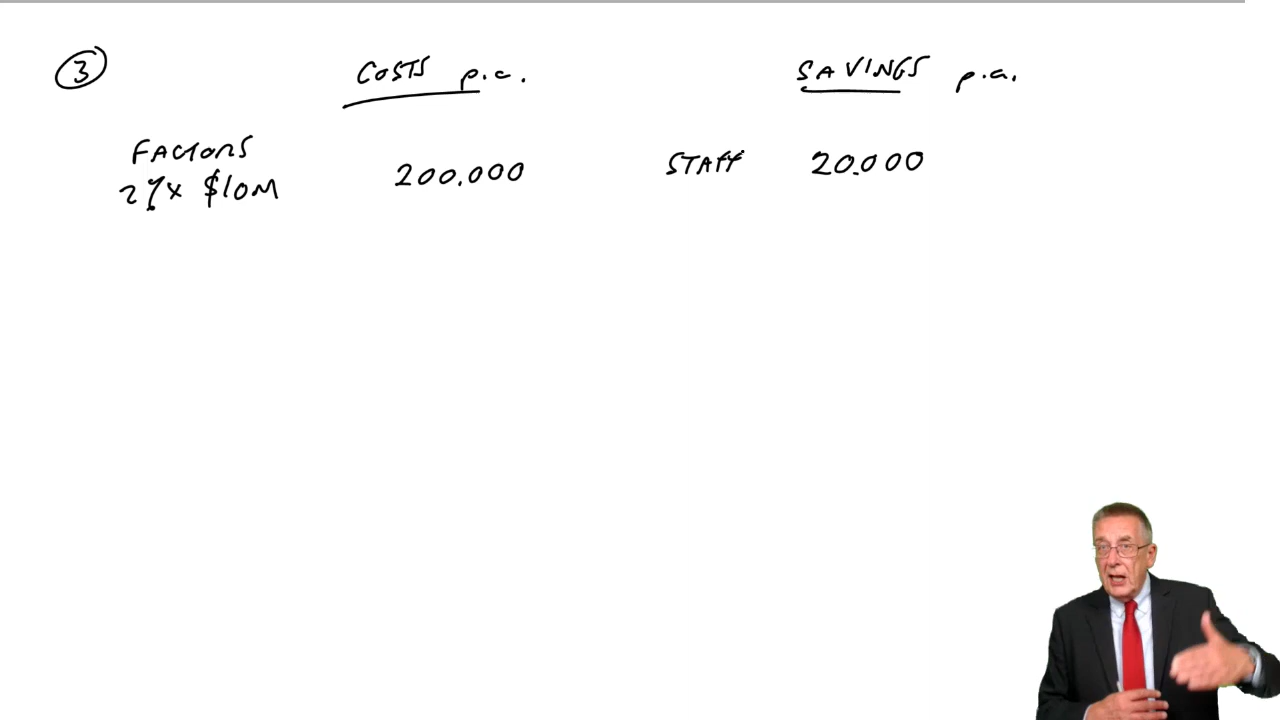 3 COSTS p.a. SAVINGS p.a.
FACTORS 200.000 STAFF 20.000
2% x $10M